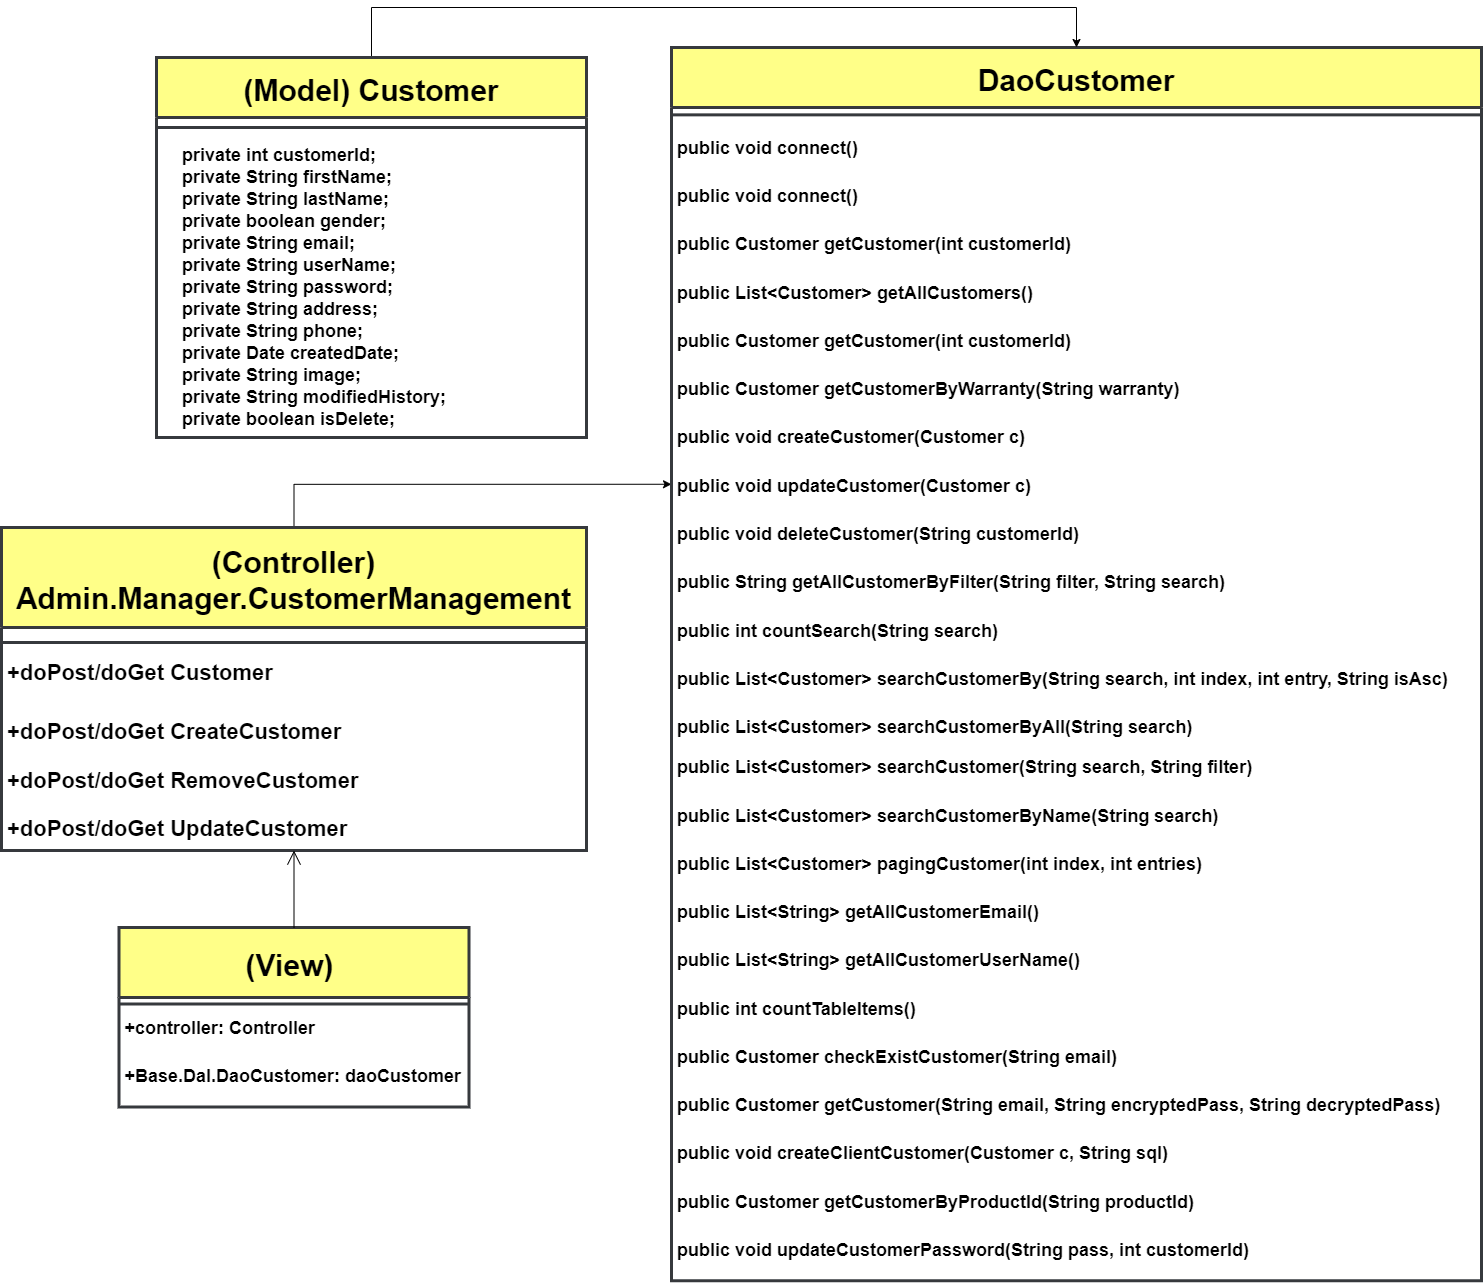 (Model) Customer
private int customerId;
private String firstName;
private String lastName;
private boolean gender;
private String email;
private String userName;
private String password;
private String address;
private String phone;
private Date createdDate;
private String image;
private String modifiedHistory;
private boolean isDelete;
(Controller)
Admin.Manager.CustomerManagement
+doPost/doGet Customer
+doPost/doGet CreateCustomer
+doPost/doGet RemoveCustomer
+doPost/doGet UpdateCustomer
(View)
+controller: Controller
+Base.Dal.DaoCustomer: daoCustomer
DaoCustomer
public void connect()
public void connect()
public Customer getCustomer(int customerId)
public List<Customer> getAllCustomers()
public Customer getCustomer(int customerId)
public Customer getCustomerByWarranty(String warranty)
public void createCustomer(Customer c)
public void updateCustomer(Customer c)
public void deleteCustomer(String customerId)
public String getAllCustomerByFilter(String filter, String search)
public int countSearch(String search)
public List<Customer> searchCustomerBy(String search, int index, int entry, String isAsc)
public List<Customer> searchCustomerByAll(String search)
public List<Customer> searchCustomer(String search, String filter)
public List<Customer> searchCustomerByName(String search)
public List<Customer> pagingCustomer(int index, int entries)
public List<String> getAllCustomerEmail()
public List<String> getAllCustomerUserName()
public int countTableItems()
public Customer checkExistCustomer(String email)
public Customer getCustomer(String email, String encryptedPass, String decryptedPass)
public void createClientCustomer(Customer c, String sql)
public Customer getCustomerByProductId(String productId)
public void updateCustomerPassword(String pass, int customerId)